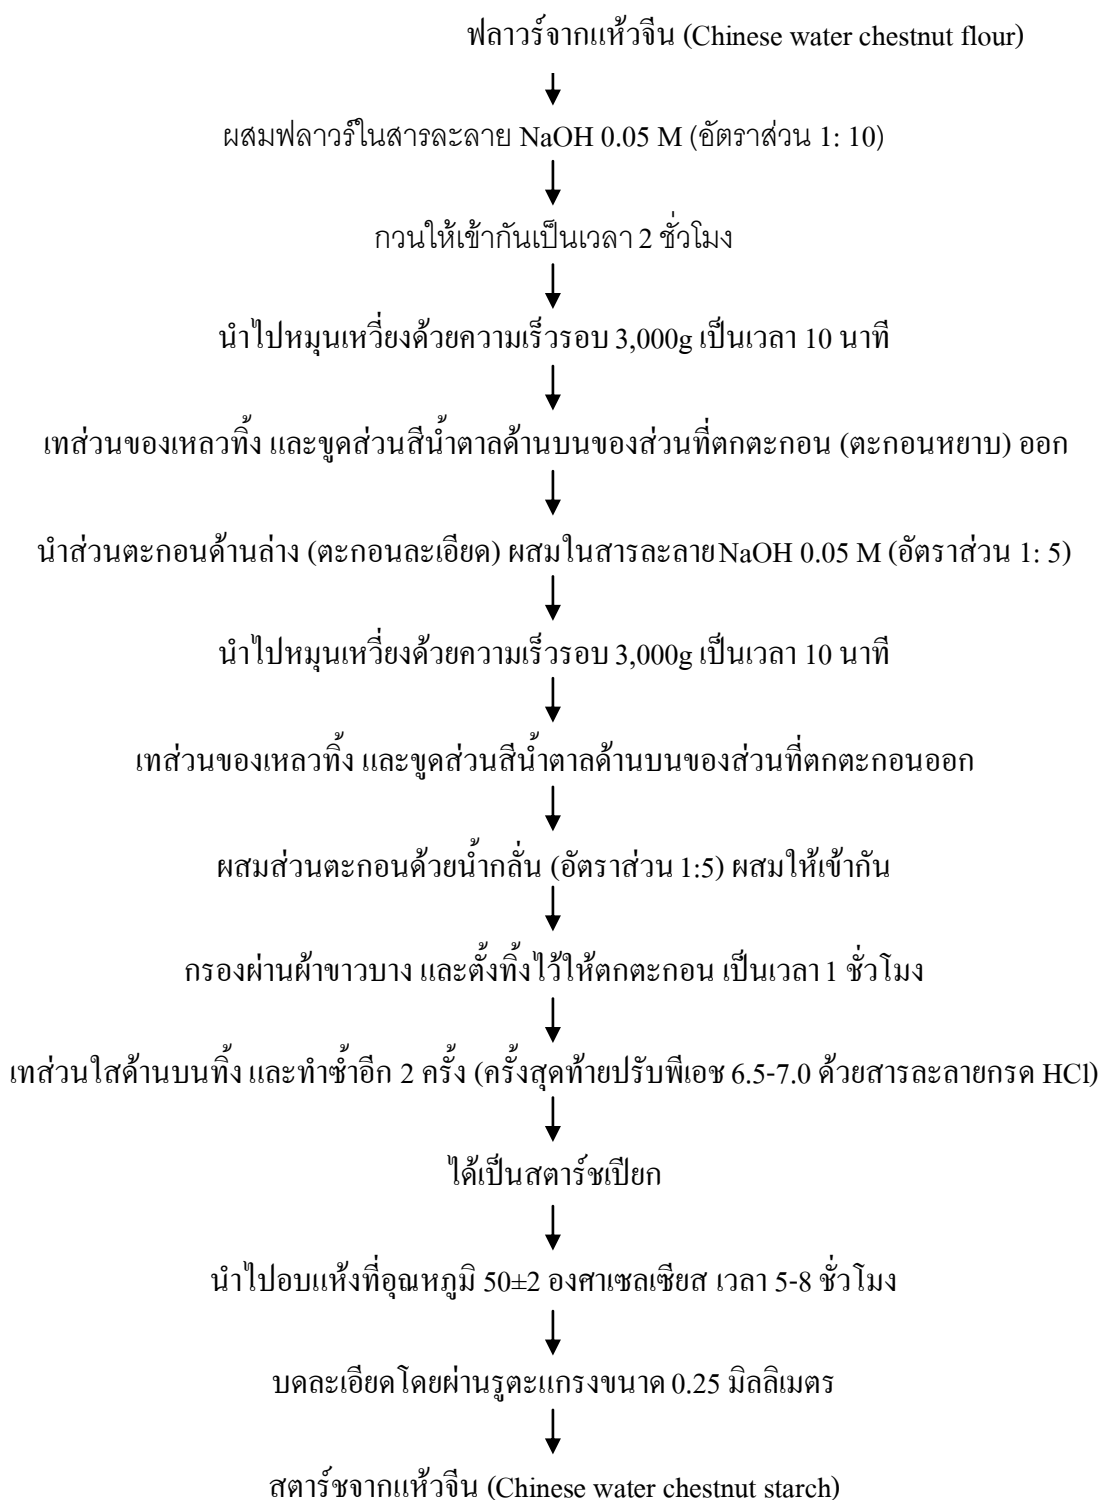 ฟลาวร์จากแห้วจีน (Chinese water chestnut flour)
ผสมฟลาวร์ในสารละลาย NaOH 0.05 M (อัตราส่วน 1: 10)
กวนให้เข้ากันเป็นเวลา 2 ชั่วโมง
นำไปหมุนเหวี่ยงด้วยความเร็วรอบ 3,000g เป็นเวลา 10 นาที
เทส่วนของเหลวทิ้ง และขูดส่วนสีน้ำตาลด้านบนของส่วนที่ตกตะกอน (ตะกอนหยาบ) ออก
นำส่วนตะกอนด้านล่าง (ตะกอนละเอียด) ผสมในสารละลายNaOH 0.05 M (อัตราส่วน 1: 5)
นำไปหมุนเหวี่ยงด้วยความเร็วรอบ 3,000g เป็นเวลา 10 นาที
เทส่วนของเหลวทิ้ง และขูดส่วนสีน้ำตาลด้านบนของส่วนที่ตกตะกอนออก
ผสมส่วนตะกอนด้วยน้ำกลั่น (อัตราส่วน 1:5) ผสมให้เข้ากัน
กรองผ่านผ้าขาวบาง และตั้งทิ้งไว้ให้ตกตะกอน เป็นเวลา 1 ชั่วโมง
เทส่วนใสด้านบนทิ้ง และทำซ้ำอีก 2 ครั้ง (ครั้งสุดท้ายปรับพีเอช 6.5-7.0 ด้วยสารละลายกรด HCl)
ได้เป็นสตาร์ชเปียก
นำไปอบแห้งที่อุณหภูมิ 50±2 องศาเซลเซียส เวลา 5-8 ชั่วโมง
บดละเอียดโดยผ่านรูตะแกรงขนาด 0.25 มิลลิเมตร
สตาร์ชจากแห้วจีน (Chinese water chestnut starch)